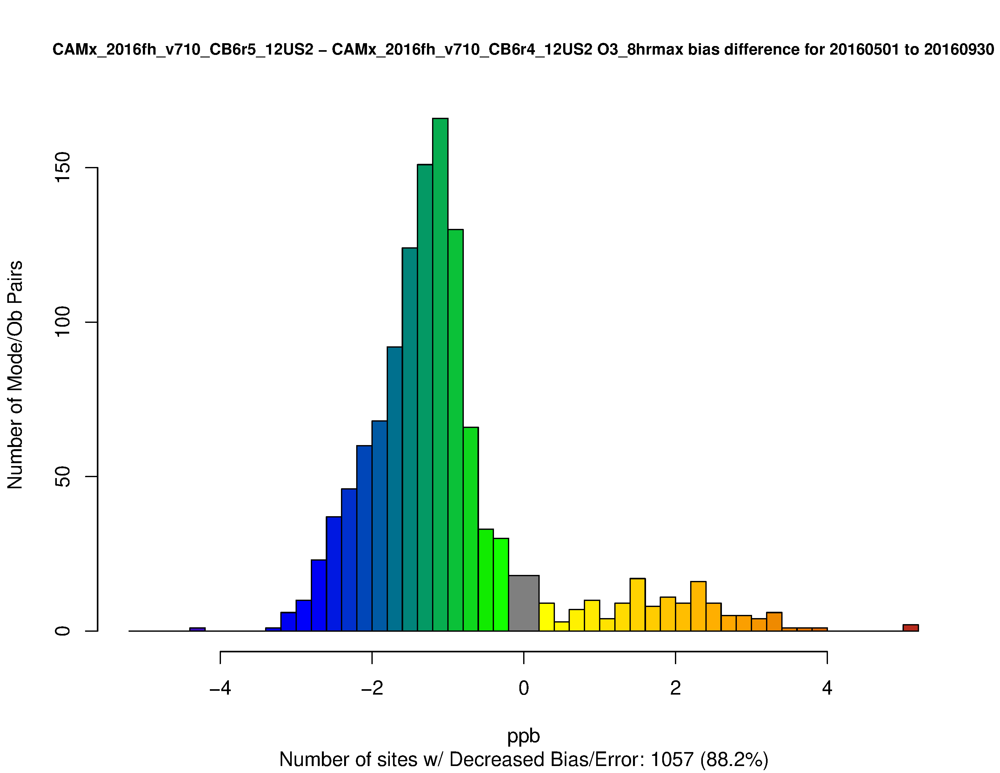 CAMx_2016fh_v710_CB6r5_12US2 − CAMx_2016fh_v710_CB6r4_12US2 O3_8hrmax bias difference for 20160501 to 20160930
Number of Mode/Ob Pairs
150
100
50
0
−4 −2 0 2 4
ppb
Number of sites w/ Decreased Bias/Error: 1057 (88.2%)